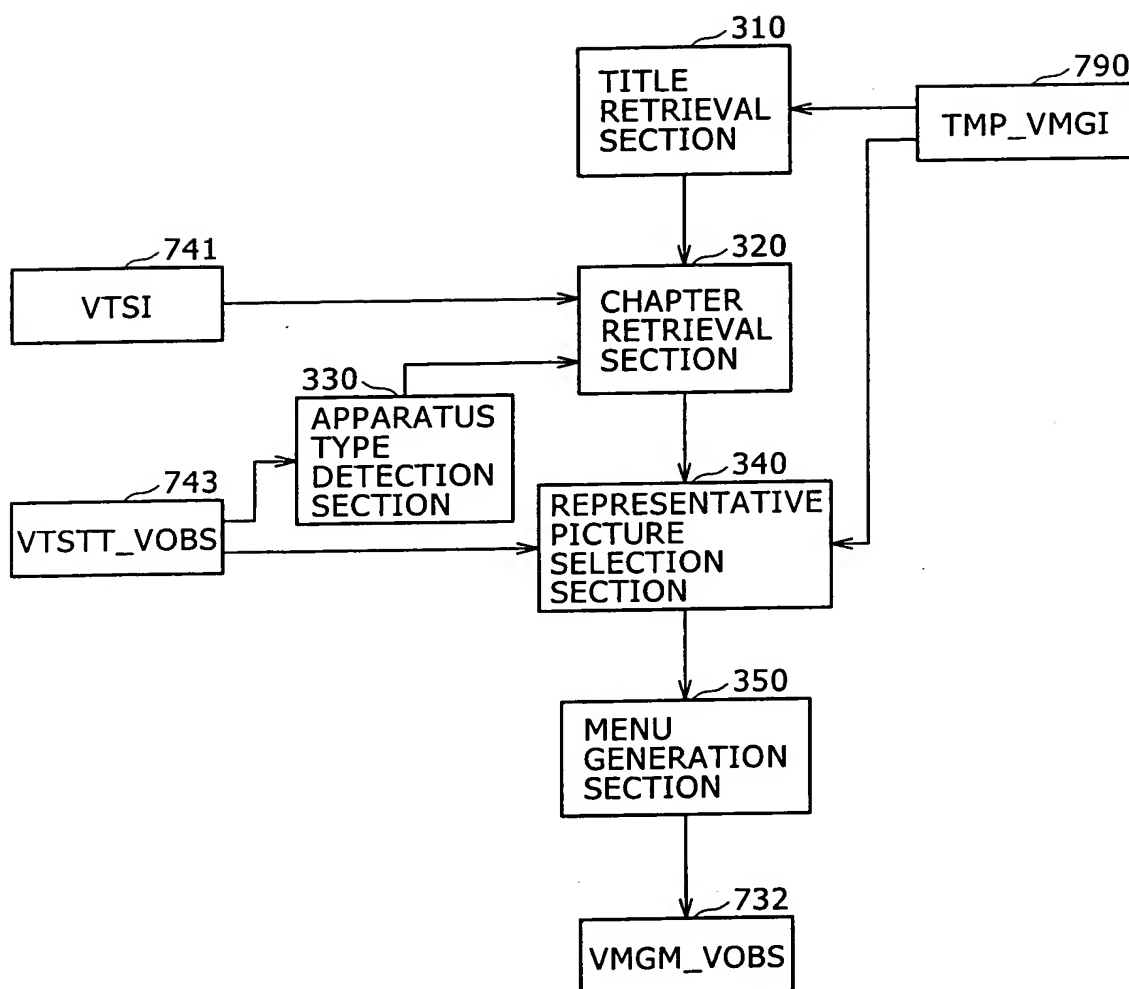 310
TITLE
RETRIEVAL
SECTION
790
TMP_VMGI
741
VTSI
320
CHAPTER
RETRIEVAL
SECTION
330
APPARATUS
TYPE
DETECTION
SECTION
743
VTSTT_VOBS
340
REPRESENTATIVE
PICTURE
SELECTION
SECTION
350
MENU
GENERATION
SECTION
732
VMGM_VOBS